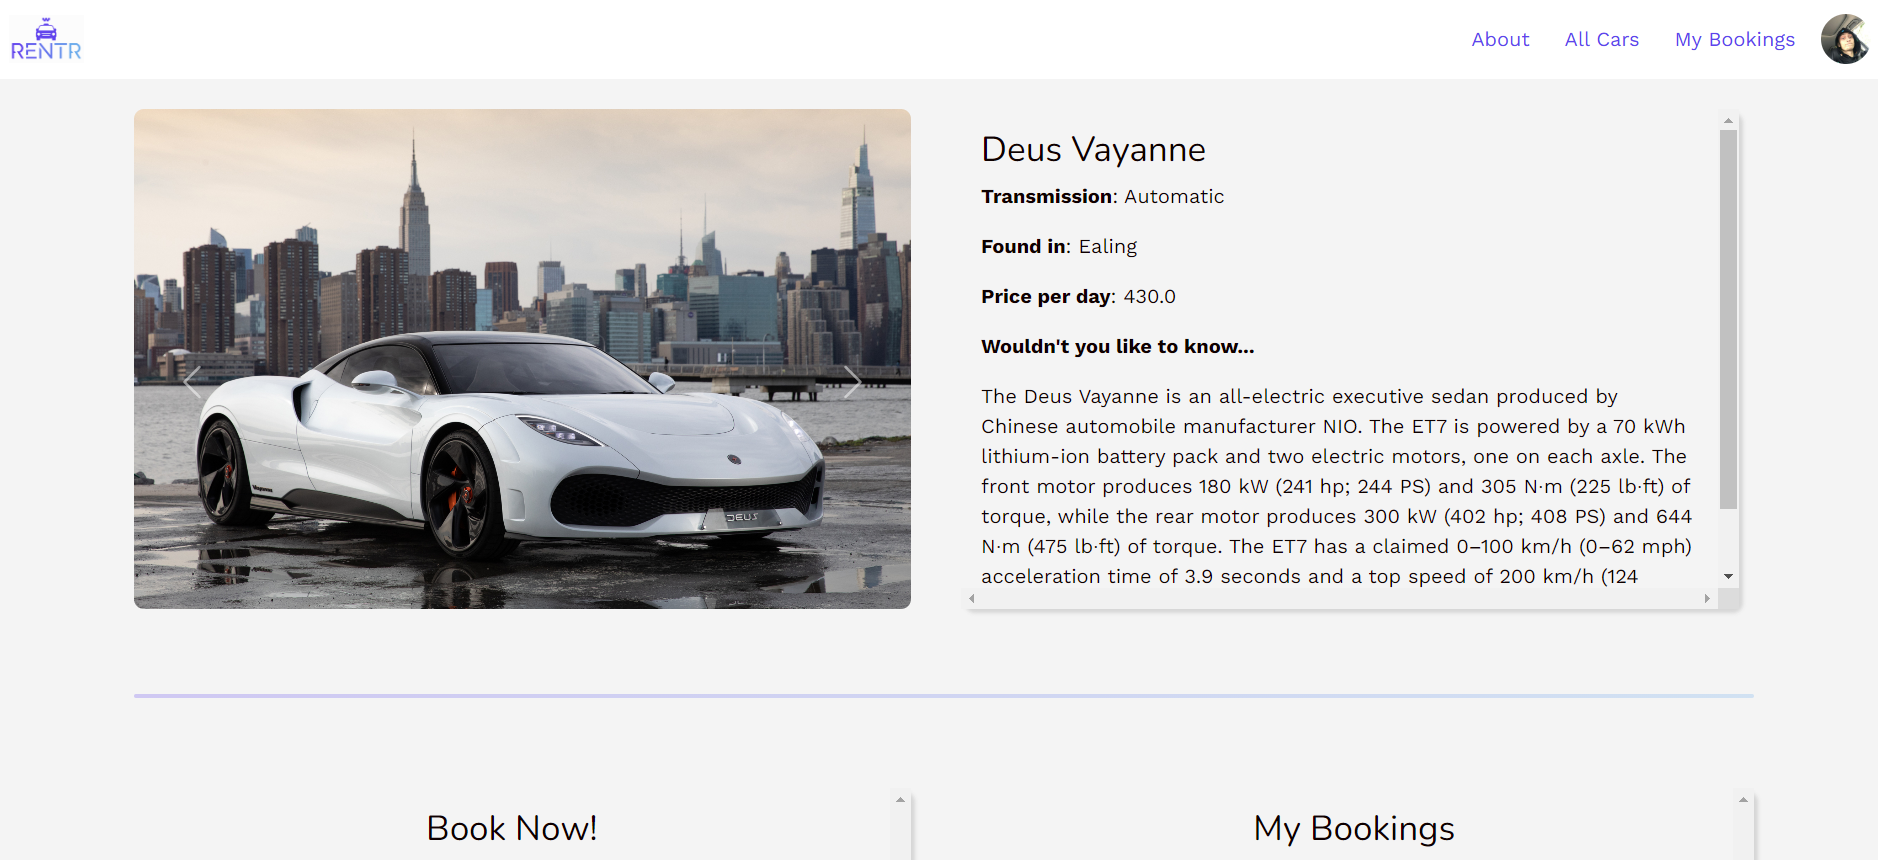 RENTR
About
All Cars
My Bookings
Deus Vayanne
Transmission: Automatic
Found in: Ealing
Price per day: 430.0
Wouldn't you like to know...
The Deus Vayanne is an all-electric executive sedan produced by
Chinese automobile manufacturer NIO. The ET7 is powered by a 70 kWh
lithium-ion battery pack and two electric motors, one on each axle. The
front motor produces 180 kW (241 hp; 244 PS) and 305 N·m (225 lb·ft) of
torque, while the rear motor produces 300 kW (402 hp; 408 PS) and 644
N·m (475 lb·ft) of torque. The ET7 has a claimed 0–100 km/h (0–62 mph)
acceleration time of 3.9 seconds and a top speed of 200 km/h (124
Vayanne
DEUS
Book Now!
My Bookings